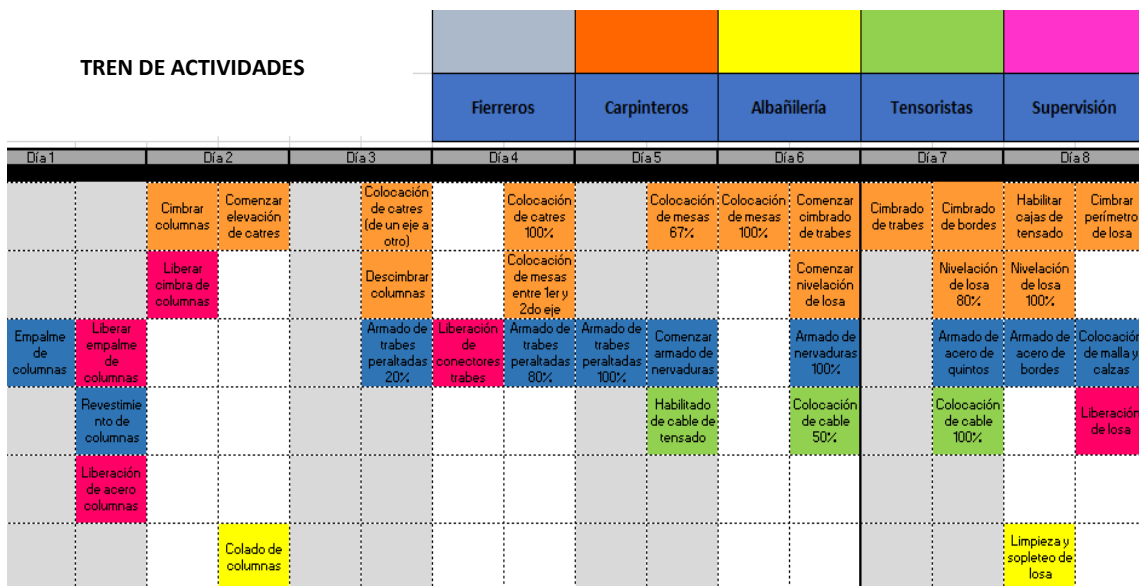 TREN DE ACTIVIDADES
Fierreros
Carpinteros
Albañilería
Tensoristas
Supervisión
Día 1
Día 2
Día 3
Día 4
Día 5
Día 6
Día 7
Día 8
Cimbrar
columnas
Comenzar
elevación
de catres
Colocación
de catres
(de un eje a
otro)
Colocación
de catres
100%
Colocación
de mesas
67%
Colocación
de mesas
100%
Comenzar
cimbrado
de trabes
Cimbrado
de trabes
Cimbrado
de bordes
Habilitar
cajas de
tensado
Cimbrar
perímetro
de losa
Liberar
cimbra de
columnas
Descimbrar
columnas
Colocación
de mesas
entre 1er y
2do eje
Comenzar
nivelación
de losa
Nivelación
de losa
80%
Nivelación
de losa
100%
Empalme
de
columnas
Liberar
empalme
de
columnas
Armado de
trabes
peraltadas
20%
Liberación
de
conectores
trabes
Armado de
trabes
peraltadas
80%
Armado de
trabes
peraltadas
100%
Comenzar
armado de
nervaduras
Armado de
nervaduras
100%
Armado de
acero de
quintos
Armado de
acero de
bordes
Colocación
de malla y
calzas
Revestimie
nto de
columnas
Habilitado
de cable de
tensado
Colocación
de cable
50%
Colocación
de cable
100%
Liberación
de losa
Liberación
de acero
columnas
Colado de
columnas
Limpieza y
sopleteo de
losa